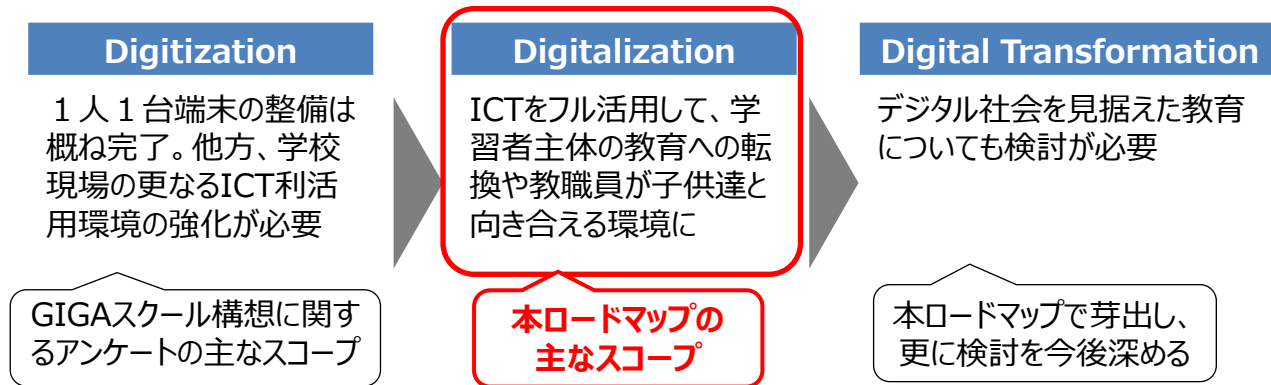 Digitization
１人１台端末の整備は
概ね完了。他方、学校
現場の更なるICT利活
用環境の強化が必要
GIGAスクール構想に関す
るアンケートの主なスコープ
Digitalization
ICTをフル活用して、学
習者主体の教育への転
換や教職員が子供達と
向き合える環境に
本ロードマップの
主なスコープ
Digital Transformation
デジタル社会を見据えた教育
についても検討が必要
本ロードマップで芽出し、
更に検討を今後深める